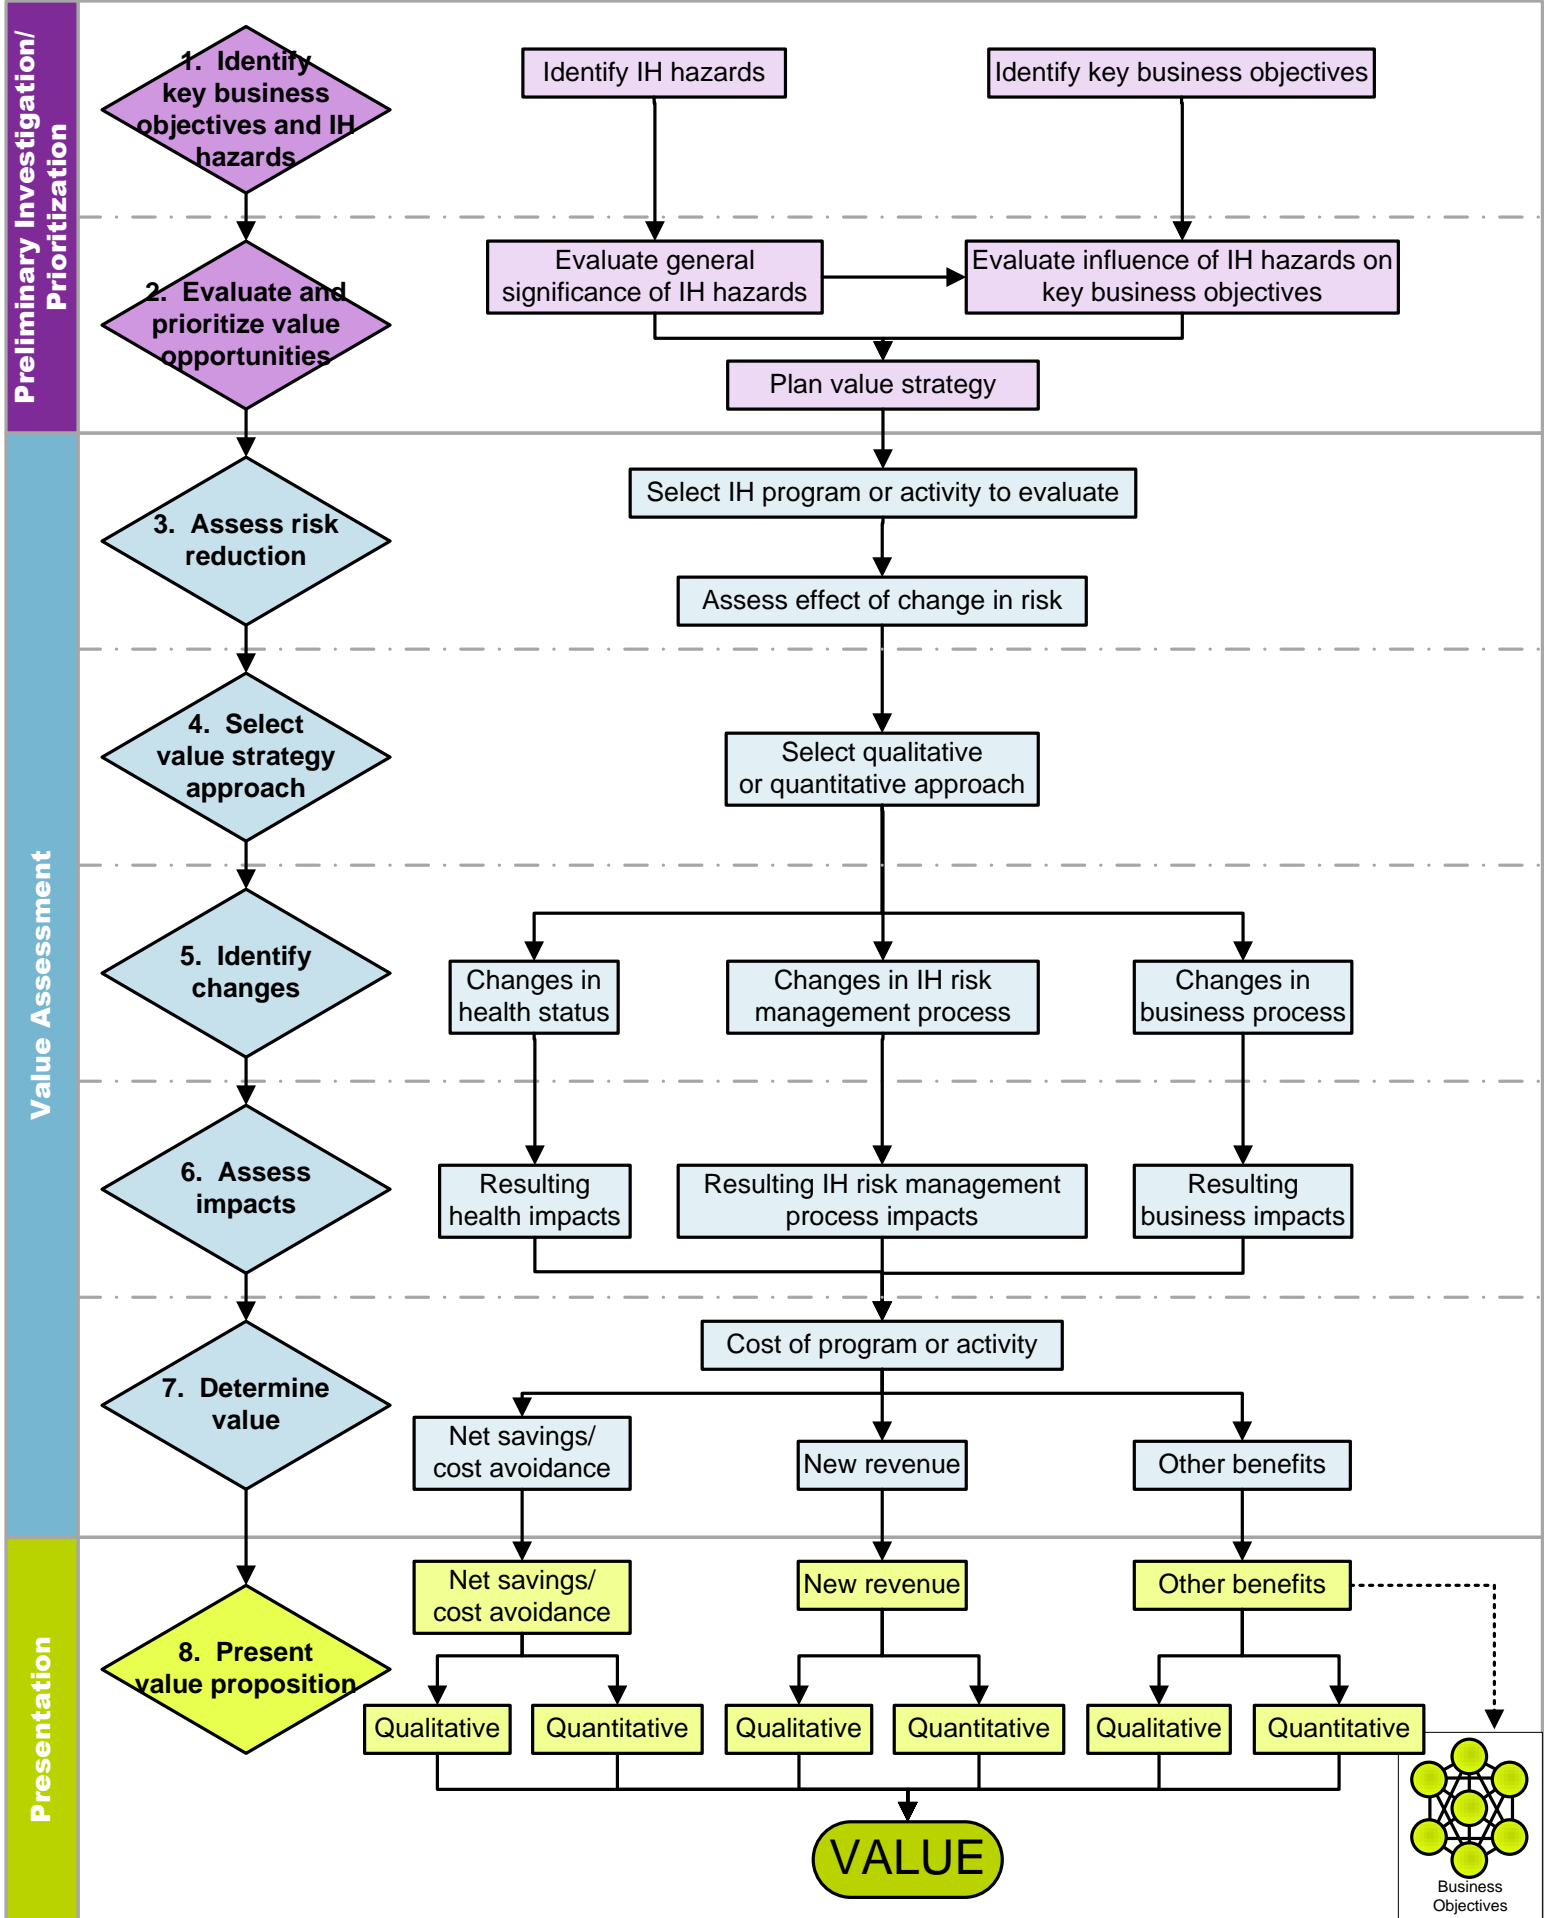 Preliminary Investigation/
Prioritization
1. Identify
key business
objectives and IH
hazards
Identify IH hazards
Identify key business objectives
2. Evaluate and
prioritize value
opportunities
Evaluate general
significance of IH hazards
Evaluate influence of IH hazards on
key business objectives
Plan value strategy
Value Assessment
3. Assess risk
reduction
Select IH program or activity to evaluate
Assess effect of change in risk
4. Select
value strategy
approach
Select qualitative
or quantitative approach
5. Identify
changes
Changes in
health status
Changes in IH risk
management process
Changes in
business process
6. Assess
impacts
Resulting
health impacts
Resulting IH risk management
process impacts
Resulting
business impacts
7. Determine
value
Cost of program or activity
Net savings/
cost avoidance
New revenue
Other benefits
Presentation
8. Present
value proposition
Net savings/
cost avoidance
New revenue
Other benefits
Qualitative
Quantitative
Qualitative
Quantitative
Qualitative
Quantitative
VALUE
Business
Objectives